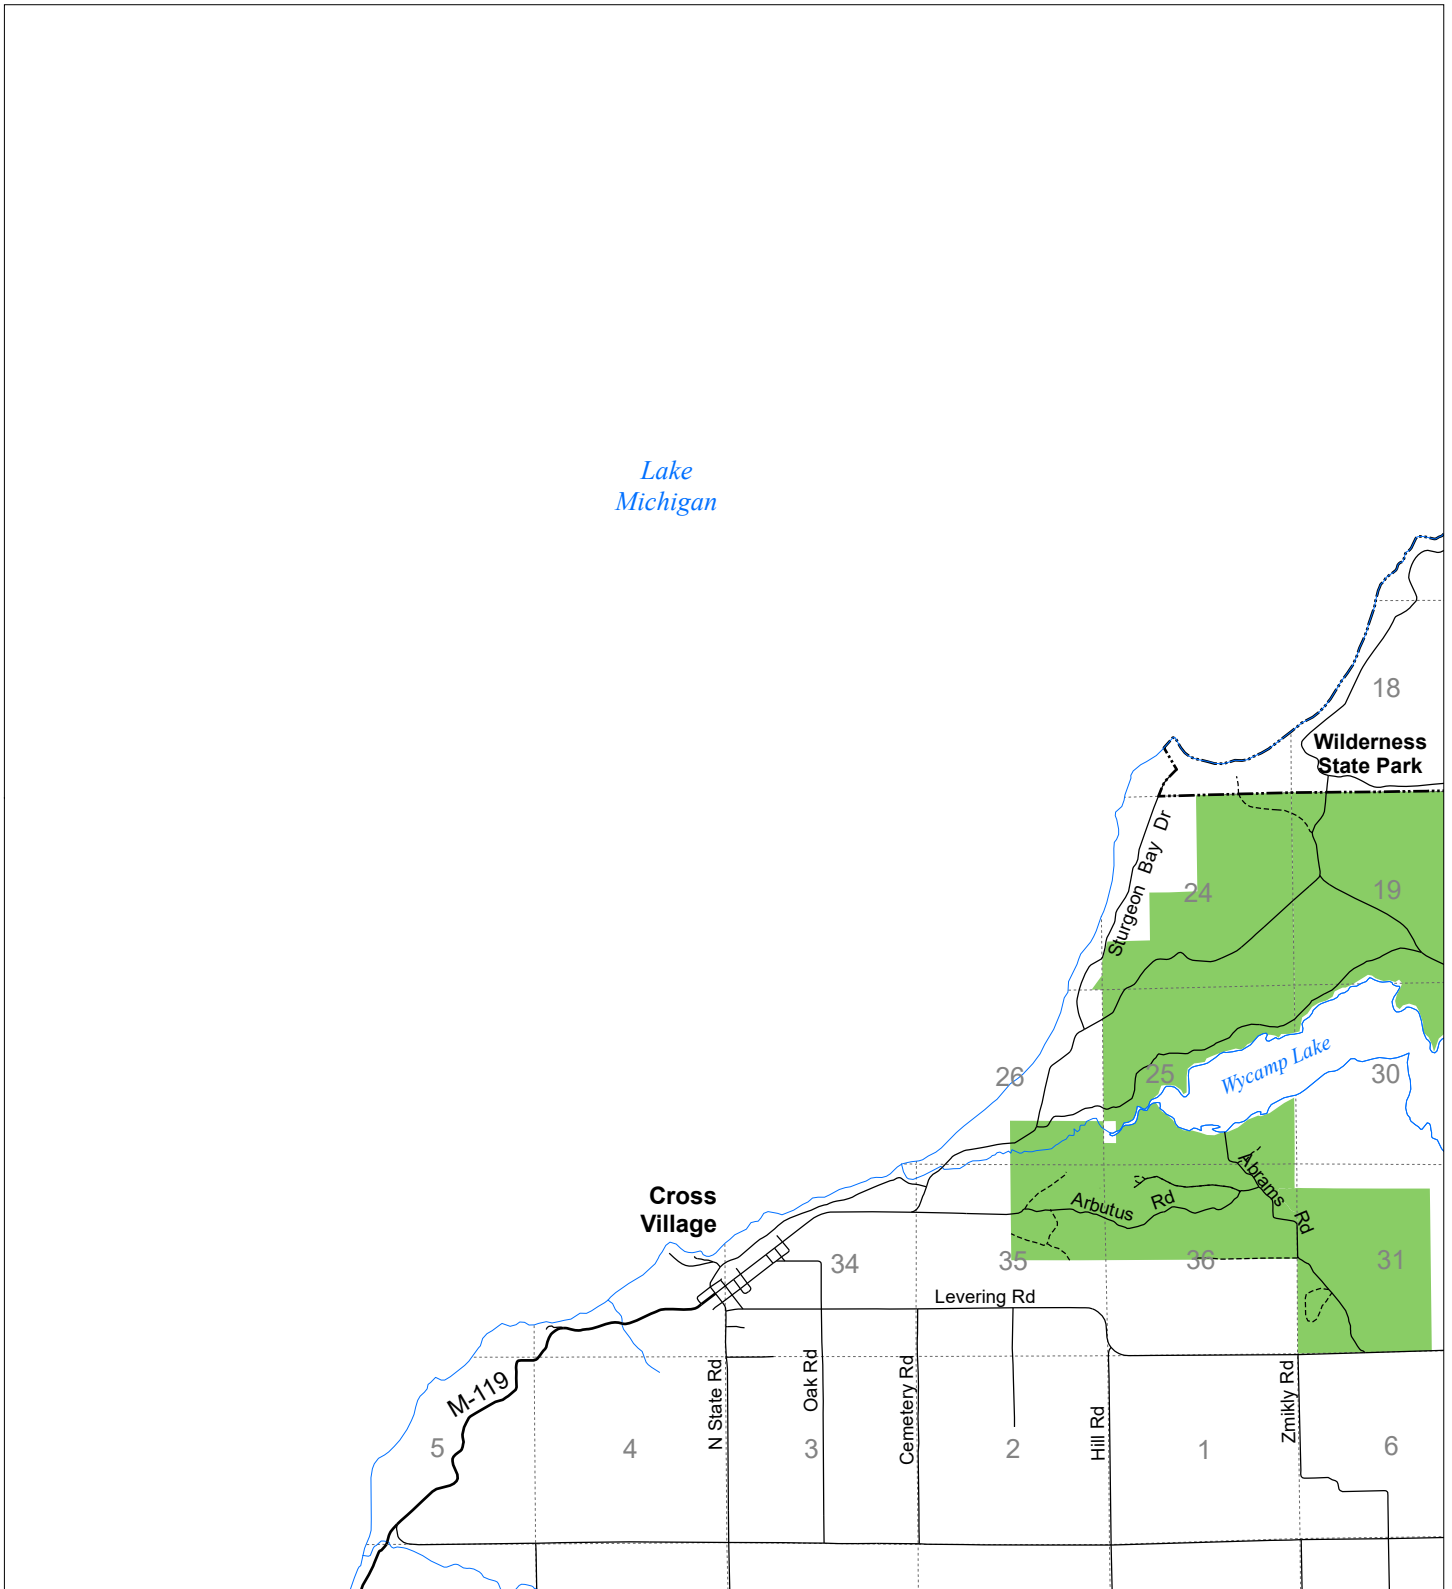 Lake
Michigan
18
Wilderness
State Park
Sturgeon Bay Dr
24
19
26
25
Wycamp Lake
30
Cross
Village
Arbutus Rd
Abrams Rd
34
35
36
31
Levering Rd
M-119
N State Rd
Oak Rd
Cemetery Rd
Hill Rd
Zmikly Rd
5
4
3
2
1
6